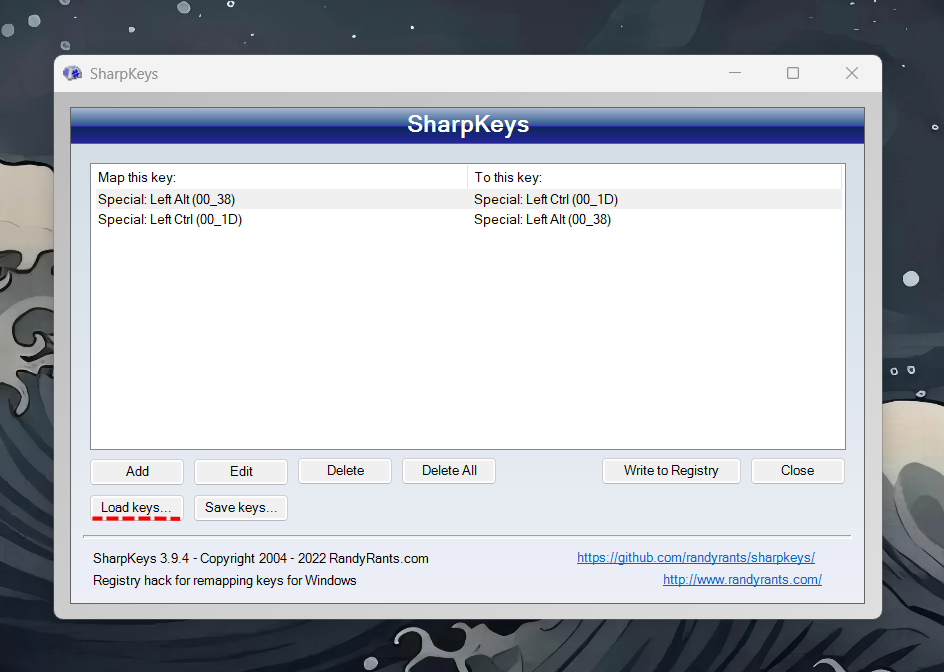 SharpKeys
SharpKeys
Map this key: To this key:
Special: Left Alt (00_38) Special: Left Ctrl (00_1D)
Special: Left Ctrl (00_1D) Special: Left Alt (00_38)
Add Edit Delete Delete All Write to Registry Close
Load keys... Save keys...
SharpKeys 3.9.4 - Copyright 2004 - 2022 RandyRants.com https://github.com/randyrants/sharpkeys/
Registry hack for remapping keys for Windows http://www.randyrants.com/